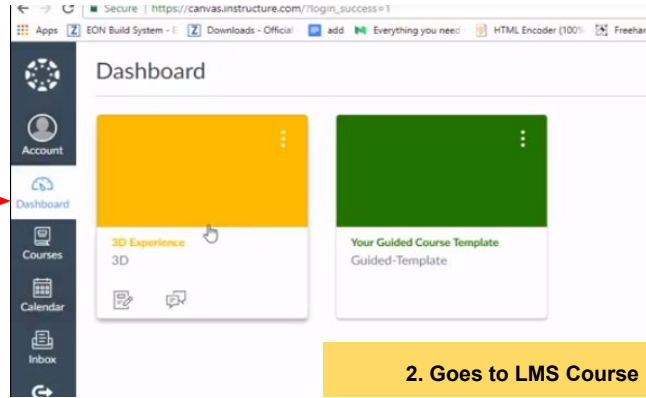 Secure | https://canvas.instructure.com/?login_success=1
Apps EON Build System - E Downloads - Official add Everything you need HTML Encoder (100% Freehan
Dashboard
Account
Dashboard
Courses
Calendar
Inbox
3D Experience
3D
Your Guided Course Template
Guided-Template
2. Goes to LMS Course